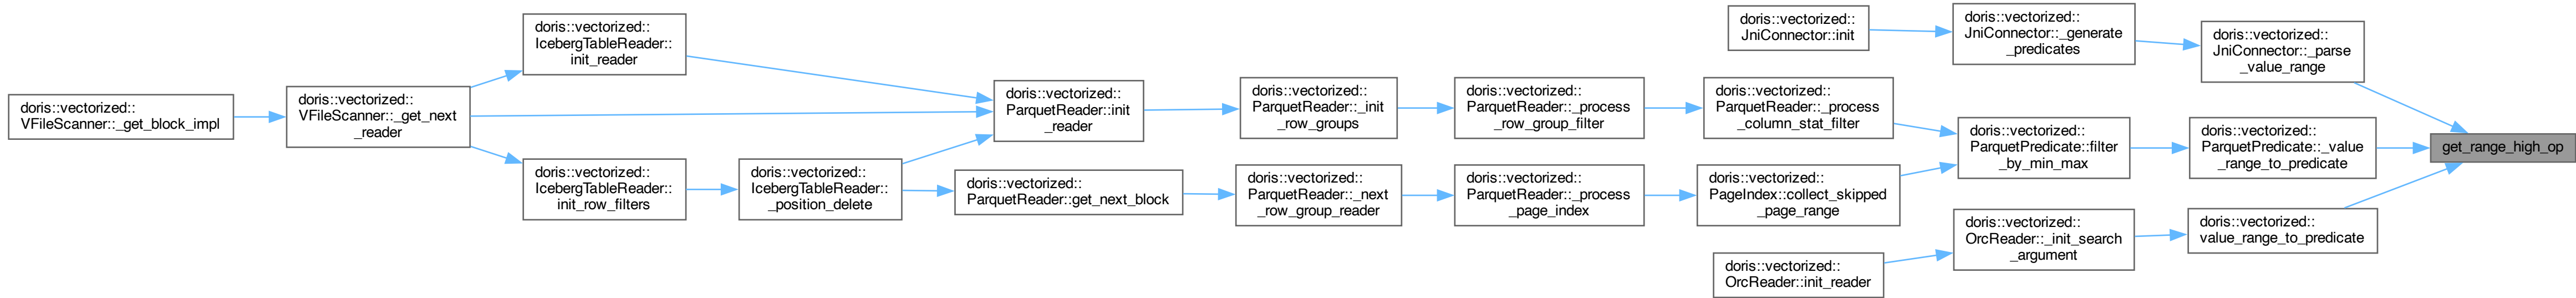 doris::vectorized::
VFileScanner::_get_block_impl
doris::vectorized::
VFileScanner::_get_next
_reader
doris::vectorized::
IcebergTableReader::
init_reader
doris::vectorized::
IcebergTableReader::
init_row_filters
doris::vectorized::
IcebergTableReader::
_position_delete
doris::vectorized::
ParquetReader::init
_reader
doris::vectorized::
ParquetReader::get_next_block
doris::vectorized::
ParquetReader::_init
_row_groups
doris::vectorized::
ParquetReader::_next
_row_group_reader
doris::vectorized::
ParquetReader::_process
_row_group_filter
doris::vectorized::
ParquetReader::_process
_page_index
doris::vectorized::
JniConnector::init
doris::vectorized::
ParquetReader::_process
_column_stat_filter
doris::vectorized::
PageIndex::collect_skipped
_page_range
doris::vectorized::
OrcReader::init_reader
doris::vectorized::
JniConnector::_generate
_predicates
doris::vectorized::
ParquetPredicate::filter
_by_min_max
doris::vectorized::
OrcReader::_init_search
_argument
doris::vectorized::
JniConnector::_parse
_value_range
doris::vectorized::
ParquetPredicate::_value
_range_to_predicate
doris::vectorized::
value_range_to_predicate
get_range_high_op